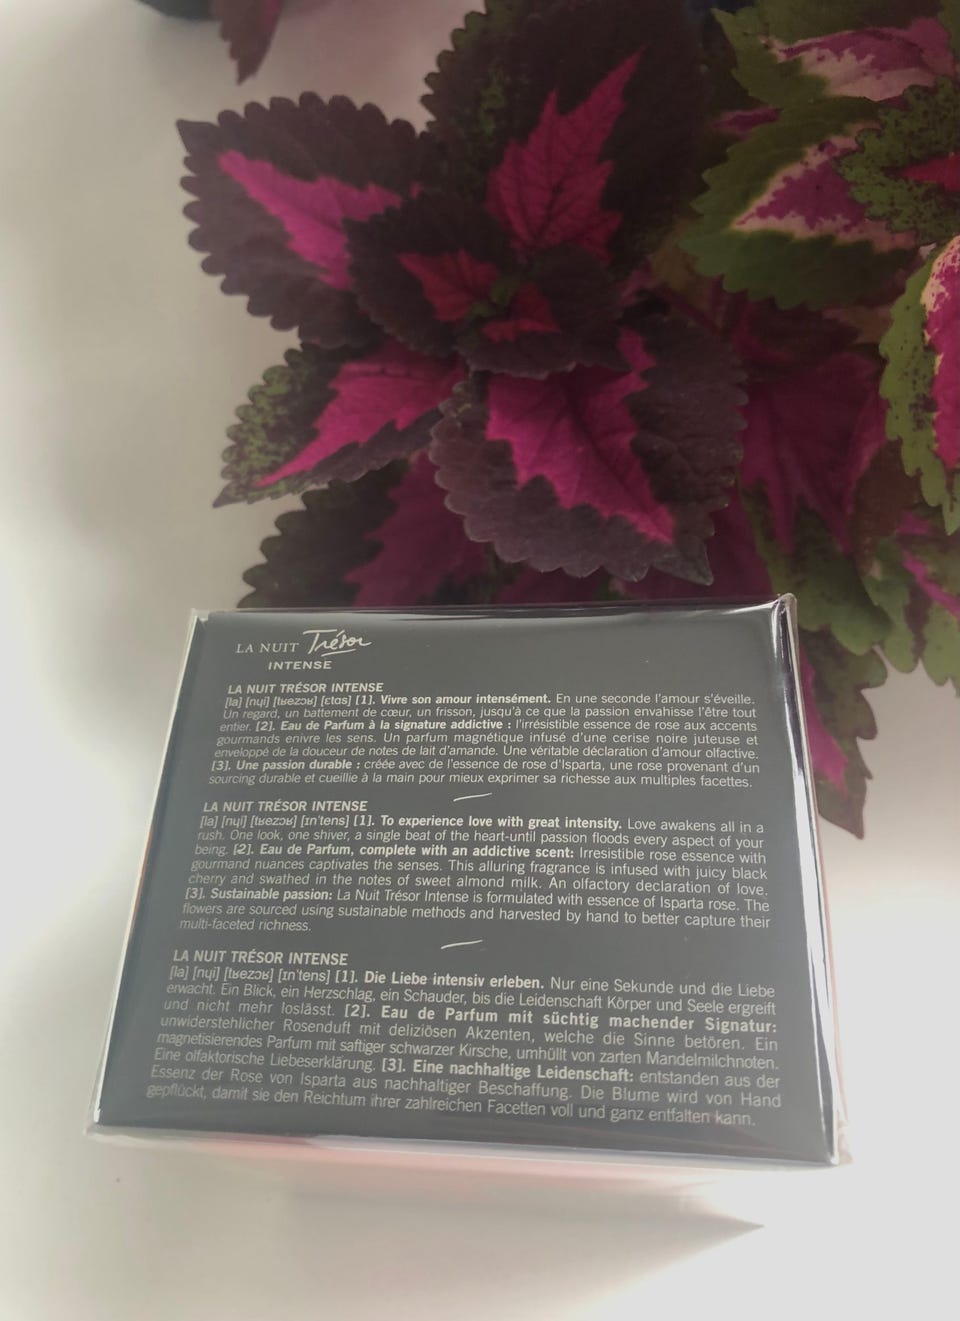 LA NUIT Trésor
INTENSE
LA NUIT TRÉSOR INTENSE
[la] [nɥi] [tʁezɔʁ] [ɛ̃tɑ̃s] [1]. Vivre son amour intensément. En une seconde l'amour s'éveille.
Un regard, un battement de cœur, un frisson, jusqu'à ce que la passion envahisse l'être tout
entier. [2]. Eau de Parfum à la signature addictive : l'irrésistible essence de rose aux accents
gourmands enivre les sens. Un parfum magnétique infusé d'une cerise noire juteuse et
enveloppé de la douceur de notes de lait d'amande. Une véritable déclaration d'amour olfactive.
[3]. Une passion durable : créée avec de l'essence de rose d'Isparta, une rose provenant d'un
sourcing durable et cueillie à la main pour mieux exprimer sa richesse aux multiples facettes.
LA NUIT TRÉSOR INTENSE
[la] [nɥi] [tʁezɔʁ] [ɪn'tens] [1]. To experience love with great intensity. Love awakens all in a
rush. One look, one shiver, a single beat of the heart-until passion floods every aspect of your
being. [2]. Eau de Parfum, complete with an addictive scent: Irresistible rose essence with
gourmand nuances captivates the senses. This alluring fragrance is infused with juicy black
cherry and swathed in the notes of sweet almond milk. An olfactory declaration of love.
[3]. Sustainable passion: La Nuit Trésor Intense is formulated with essence of Isparta rose. The
flowers are sourced using sustainable methods and harvested by hand to better capture their
multi-faceted richness.
LA NUIT TRÉSOR INTENSE
[la] [nɥi] [tʁezɔʁ] [ɪn'tens] [1]. Die Liebe intensiv erleben. Nur eine Sekunde und die Liebe
erwacht. Ein Blick, ein Herzschlag, ein Schauder, bis die Leidenschaft Körper und Seele ergreift
und nicht mehr loslässt. [2]. Eau de Parfum mit süchtig machender Signatur:
unwiderstehlicher Rosenduft mit deliziösen Akzenten, welche die Sinne betören. Ein
magnetisierendes Parfum mit saftiger schwarzer Kirsche, umhüllt von zarten Mandelmilchnoten.
Eine olfaktorische Liebeserklärung. [3]. Eine nachhaltige Leidenschaft: entstanden aus der
Essenz der Rose von Isparta aus nachhaltiger Beschaffung. Die Blume wird von Hand
gepflückt, damit sie den Reichtum ihrer zahlreichen Facetten voll und ganz entfalten kann.